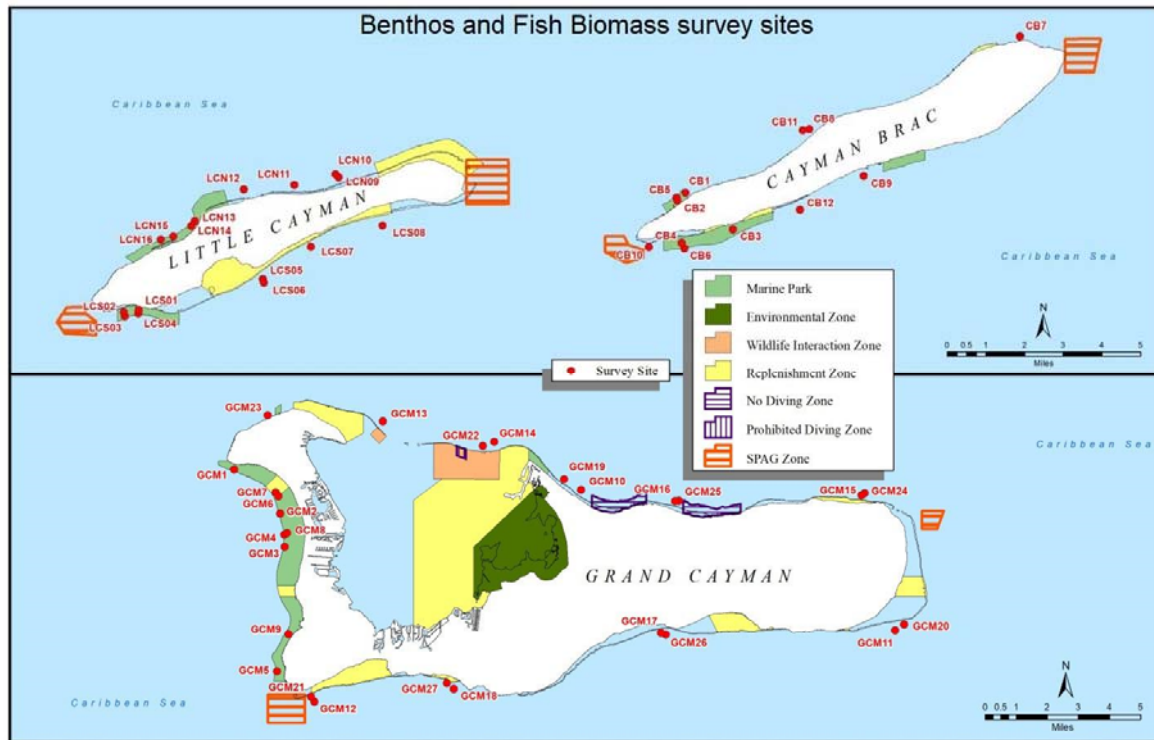 Benthos and Fish Biomass survey sites
CB7
Caribbean Sea
CB11
CB8
CAYMAN BRAC
LCN10
LCN11
LCN09
LCN12
CB9
CB1
CB5
CB2
CB12
LCN13
LCN15
LCN14
LCN16
LITTLE CAYMAN
LCS08
CB3
CB4
CB10
CB6
LCS07
Caribbean Sea
LCS05
LCS06
LCS01
LCS02
LCS03
LCS04
Marine Park
Environmental Zone
Wildlife Interaction Zone
Replenishment Zone
No Diving Zone
Prohibited Diving Zone
SPAG Zone
N
0 0.5 1 2 3 4 5
Miles
Survey Site
GCM23
GCM13
GCM22
GCM14
Caribbean Sea
GCM1
GCM19
GCM10
GCM7
GCM6
GCM16
GCM25
GCM15
GCM24
GCM2
GCM4
GCM8
GCM3
GRAND CAYMAN
GCM9
GCM17
GCM26
GCM11
GCM20
GCM5
GCM21
GCM12
GCM27
GCM18
Caribbean Sea
N
0 0.5 1 2 3 4 5
Miles